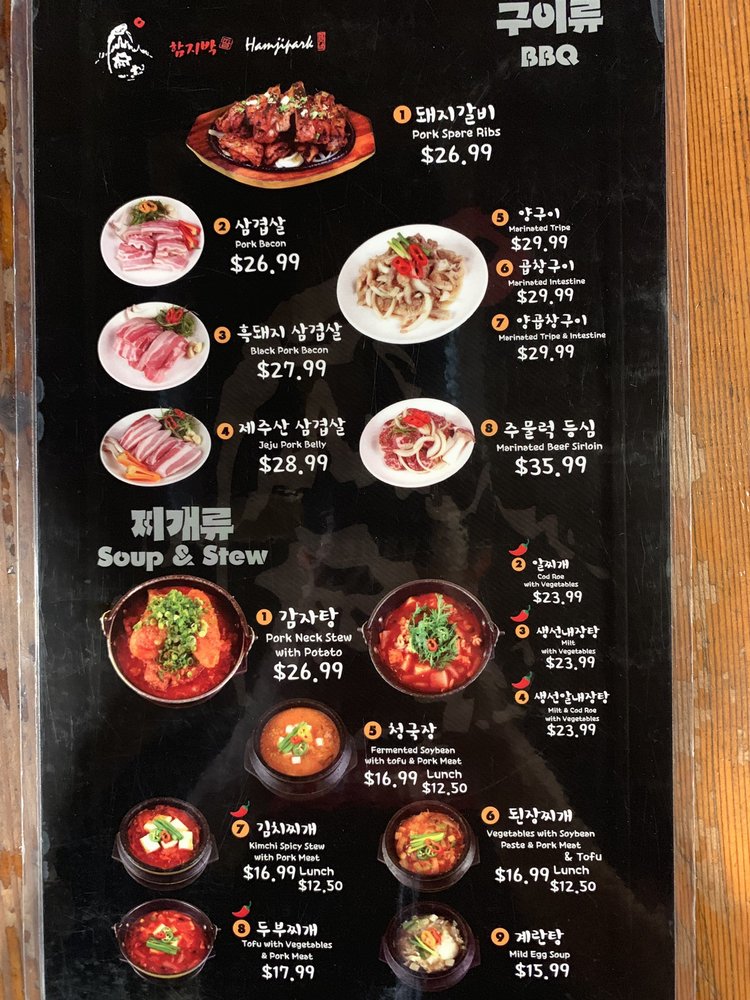 함지박
Hamjipark
구이류
BBQ
1 돼지갈비
Pork Spare Ribs
$26.99
2 삼겹살
Pork Bacon
$26.99
3 흑돼지 삼겹살
Black Pork Bacon
$27.99
4 제주산 삼겹살
Jeju Pork Belly
$28.99
5 양구이
Marinated Tripe
$29.99
6 곱창구이
Marinated Intestine
$29.99
7 양곱창구이
Marinated Tripe & Intestine
$29.99
8 주물럭 등심
Marinated Beef Sirloin
$35.99
찌개류
Soup & Stew
1 감자탕
Pork Neck Stew
with Potato
$26.99
2 알찌개
Cod Roe
with Vegetables
$23.99
3 생선내장탕
Milt
with Vegetables
$23.99
4 생선알내장탕
Milt & Cod Roe
with Vegetables
$23.99
5 청국장
Fermented Soybean
with tofu & Pork Meat
$16.99 Lunch
$12.50
7 김치찌개
Kimchi Spicy Stew
with Pork Meat
$16.99 Lunch
$12.50
6 된장찌개
Vegetables with Soybean
Paste & Pork Meat
& Tofu
$16.99 Lunch
$12.50
8 두부찌개
Tofu with Vegetables
& Pork Meat
$17.99
9 계란탕
Mild Egg Soup
$15.99